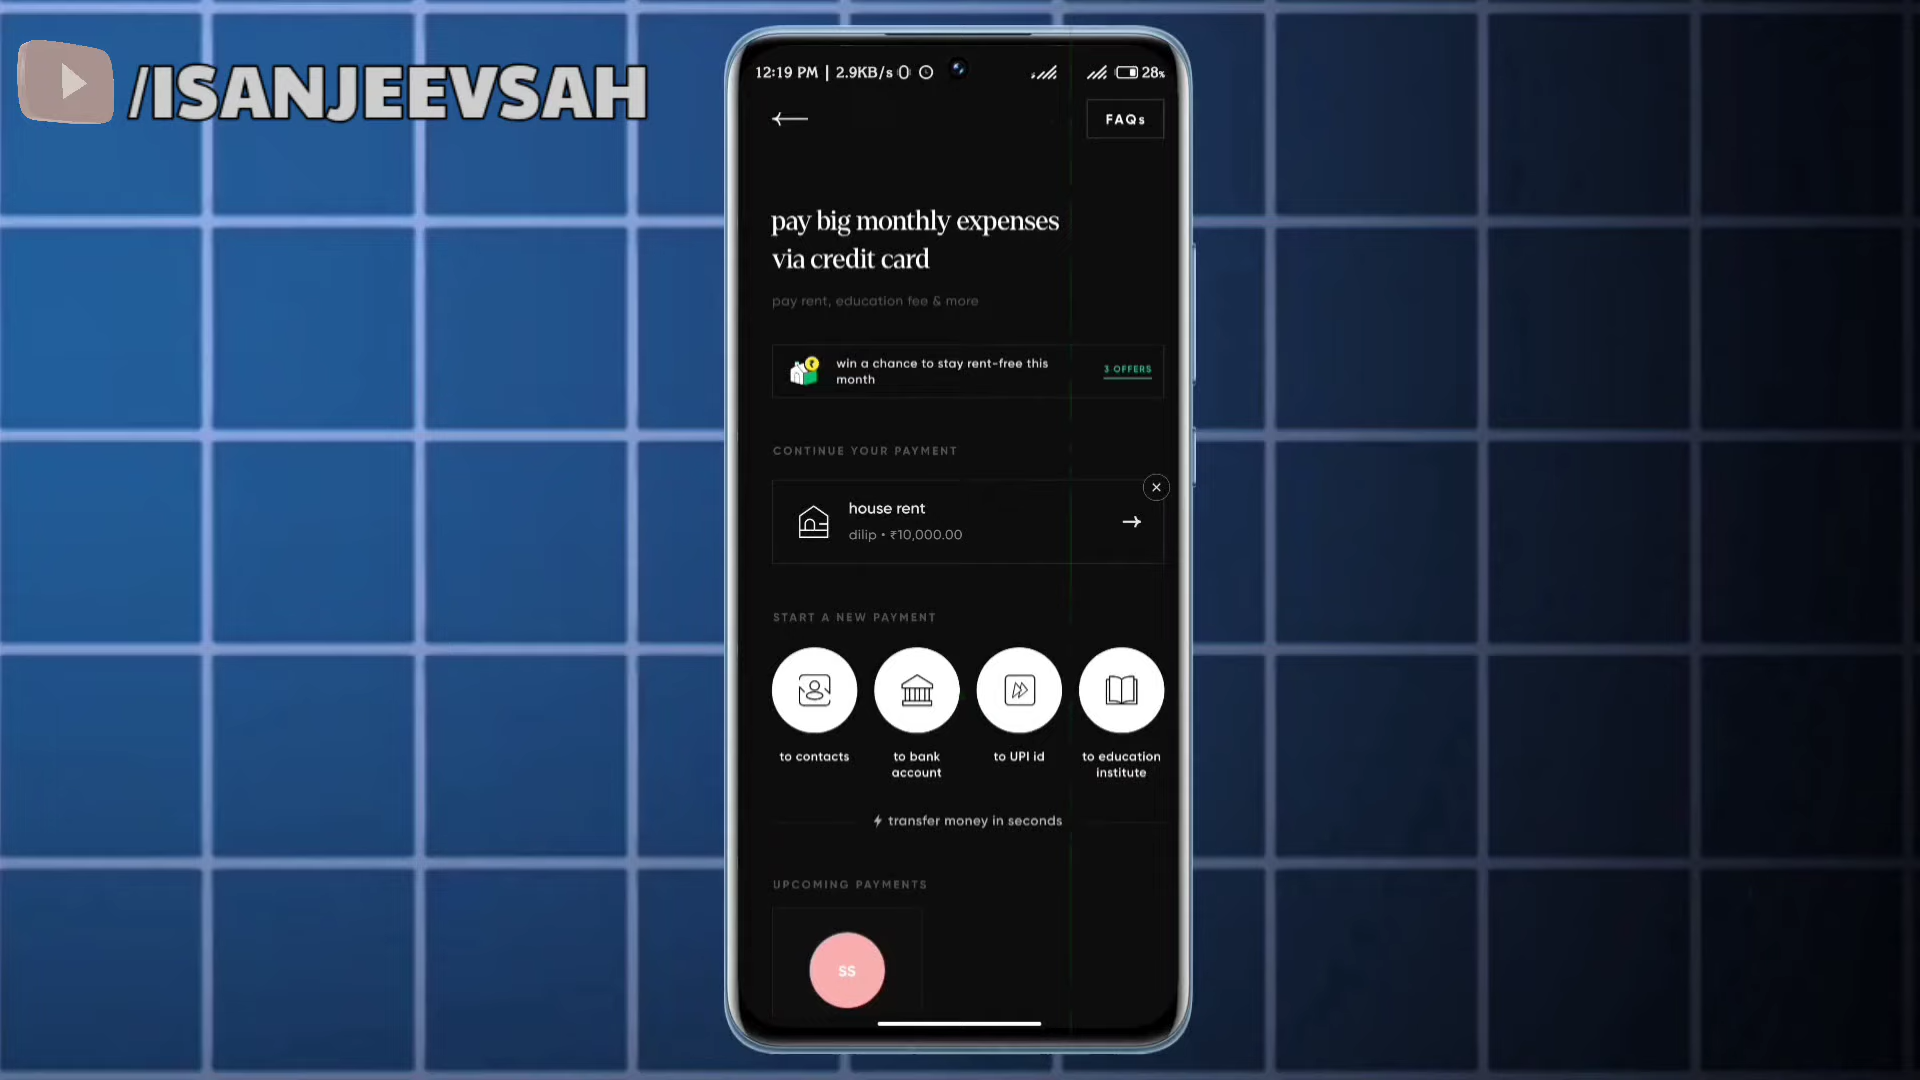 /ISANJEEVSAH
12:19 PM | 2.9KB/s
28%
FAQs
pay big monthly expenses
via credit card
pay rent, education fee & more
win a chance to stay rent-free this
month
3 OFFERS
CONTINUE YOUR PAYMENT
house rent
dilip • ₹10,000.00
START A NEW PAYMENT
to contacts
to bank
account
to UPI id
to education
institute
transfer money in seconds
UPCOMING PAYMENTS
SS